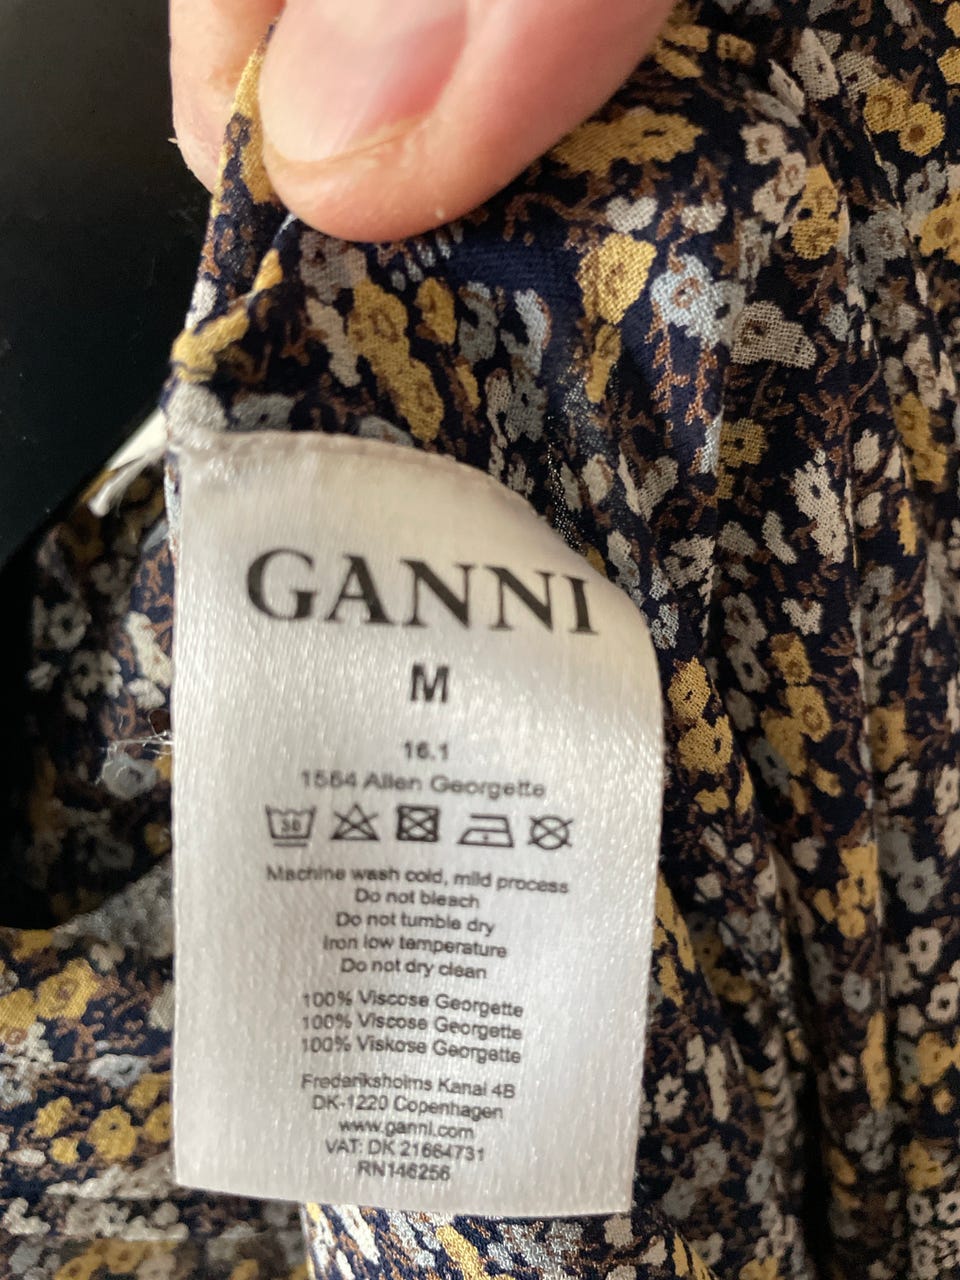 GANNI
M
16.1
1564 Allen Georgette
30
Machine wash cold, mild process
Do not bleach
Do not tumble dry
Iron low temperature
Do not dry clean
100% Viscose Georgette
100% Viscose Georgette
100% Viskose Georgette
Frederiksholms Kanal 4B
DK-1220 Copenhagen
www.ganni.com
VAT: DK 21664731
RN146256